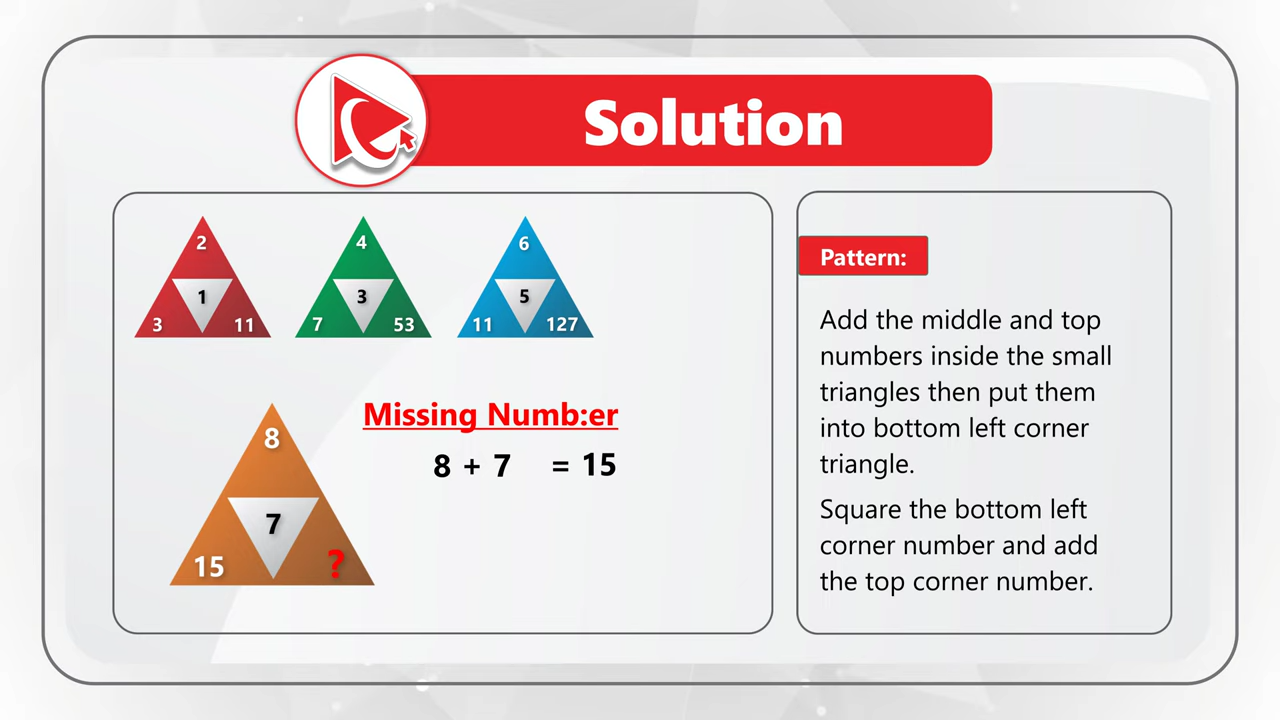 Solution
2
1
3 11
4
3
7 53
6
5
11 127
Missing Numb:er
8 + 7 = 15
8
7
15 ?
Pattern:
Add the middle and top
numbers inside the small
triangles then put them
into bottom left corner
triangle.
Square the bottom left
corner number and add
the top corner number.